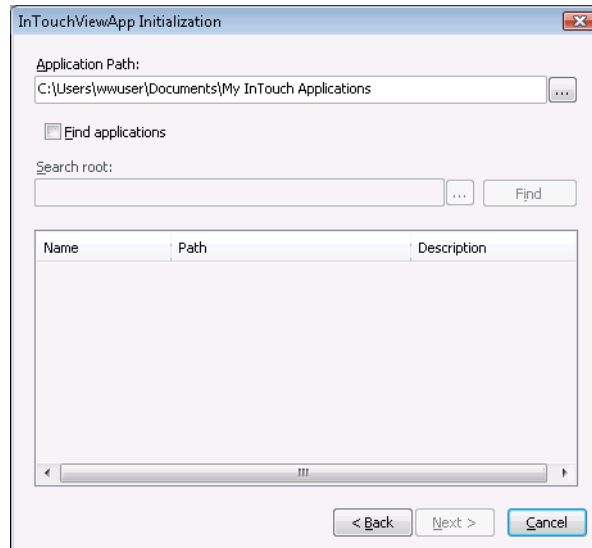 InTouchViewApp Initialization
Application Path:
C:\Users\wwuser\Documents\My InTouch Applications
...
Find applications
Search root:
...
Find
Name Path Description
< Back Next > Cancel